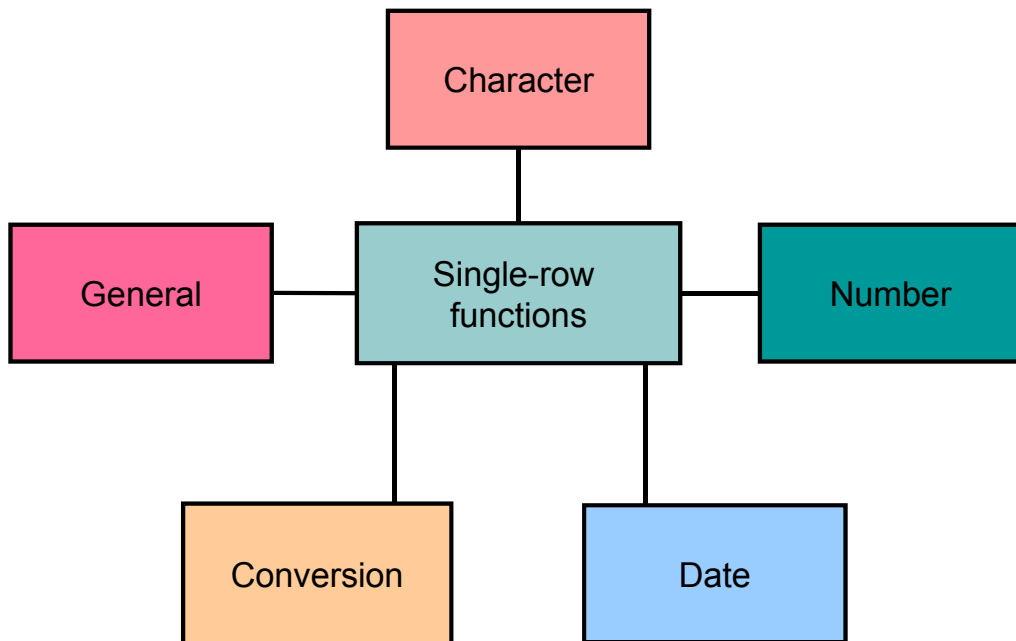 Character
General
Single-row
functions
Number
Conversion
Date